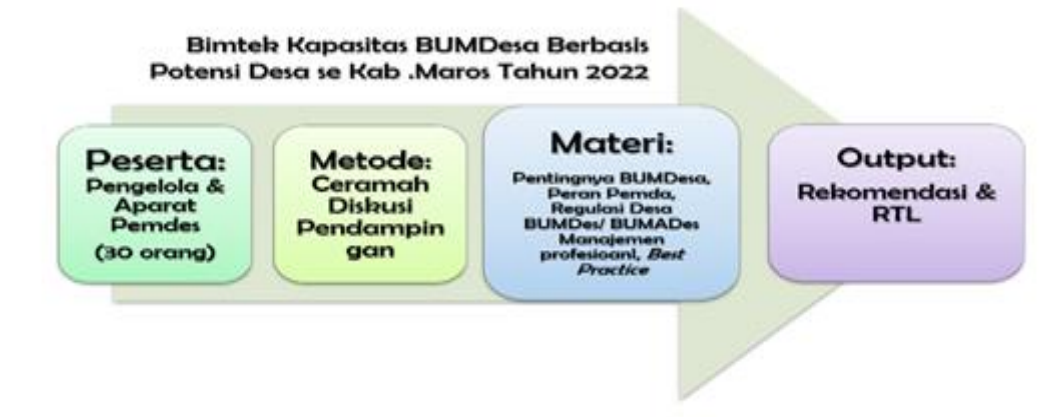 Bimtek Kapasitas BUMDesa Berbasis
Potensi Desa se Kab .Maros Tahun 2022
Peserta:
Pengelola &
Aparat
Pemdes
(30 orang)
Metode:
Ceramah
Diskusi
Pendampin
gan
Materi:
Pentingnya BUMDesa,
Peran Pemda,
Regulasi Desa
BUMDes/ BUMADes
Manajemen
profesioanl, Best
Practice
Output:
Rekomendasi &
RTL